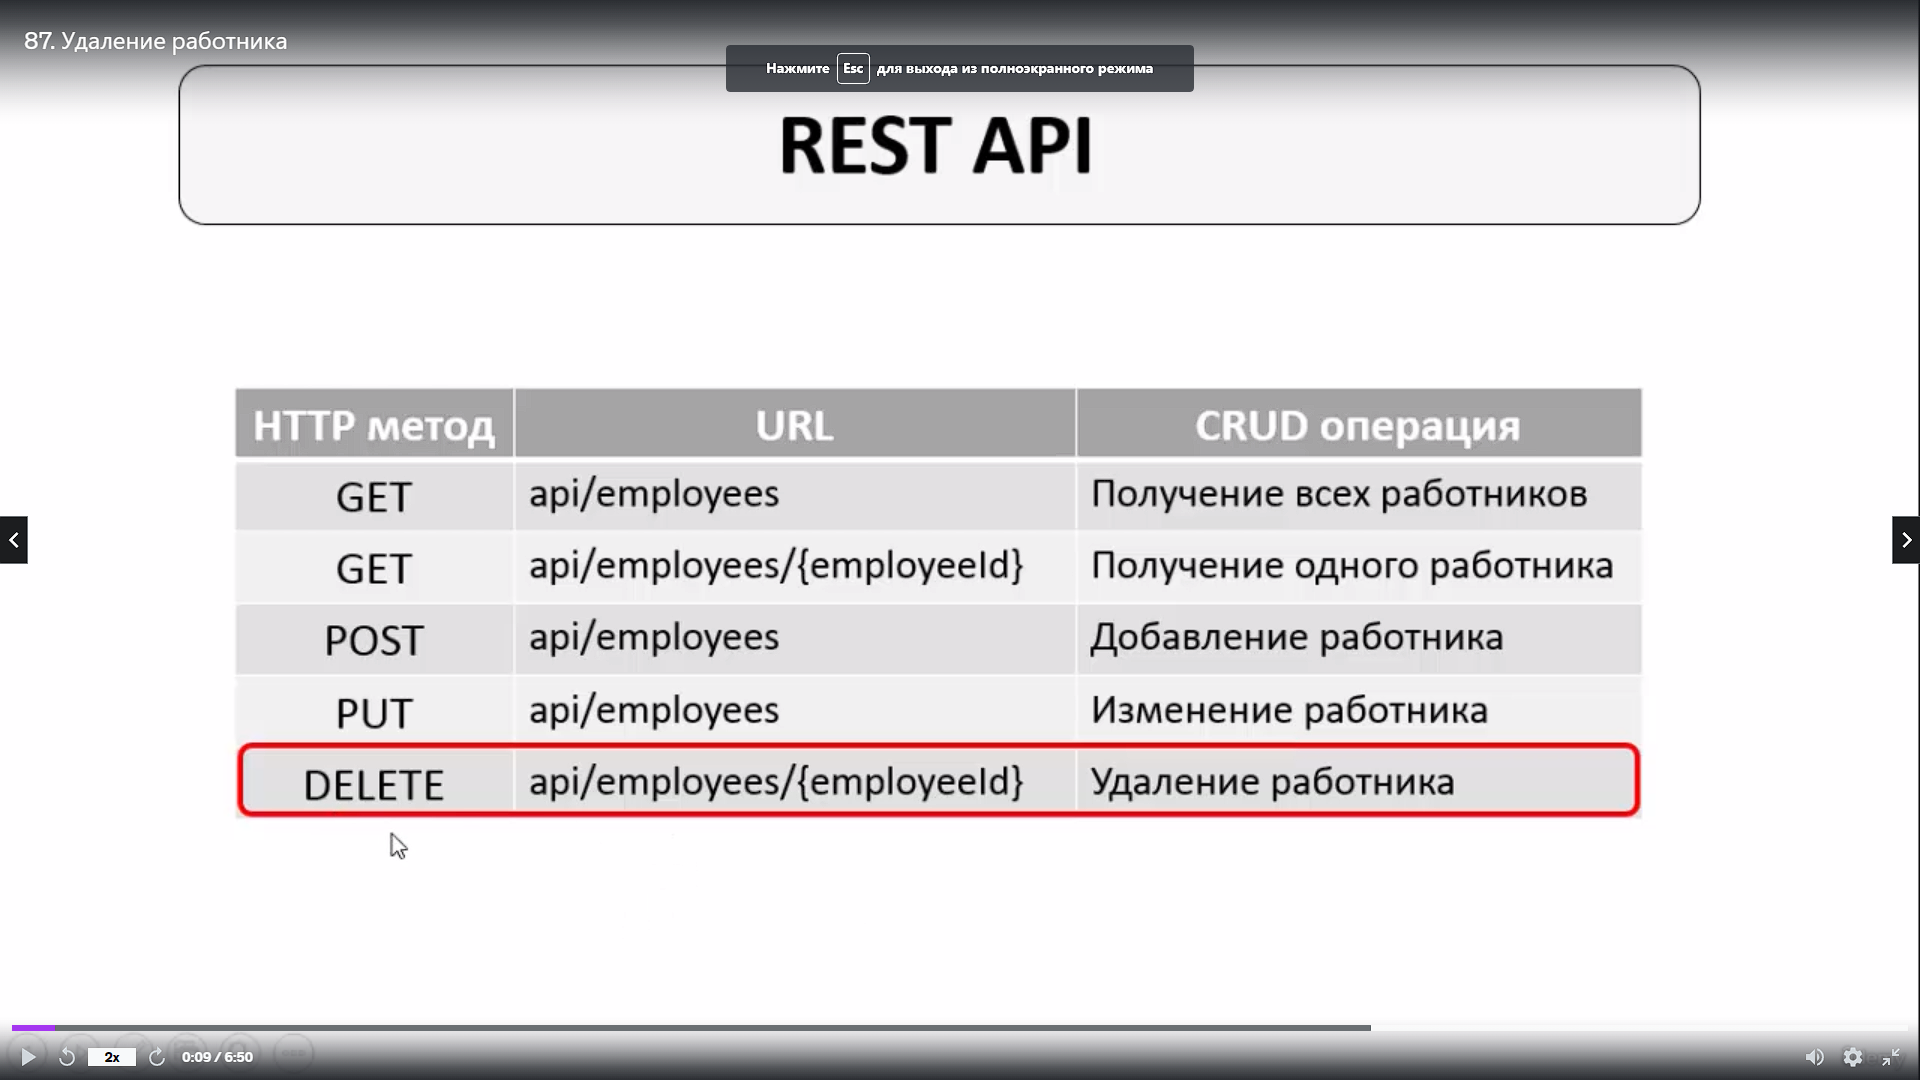 87. Удаление работника
Нажмите Esc для выхода из полноэкранного режима
REST API
HTTP метод URL CRUD операция
GET api/employees Получение всех работников
GET api/employees/{employeeId} Получение одного работника
POST api/employees Добавление работника
PUT api/employees Изменение работника
DELETE api/employees/{employeeId} Удаление работника
2x 0:09 / 6:50